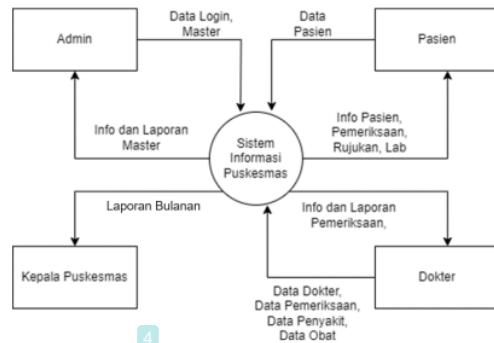 Admin
Data Login,
Master
Data
Pasien
Pasien
Info dan Laporan
Master
Sistem
Informasi
Puskesmas
Info Pasien,
Pemeriksaan,
Rujukan, Lab
Laporan Bulanan
Info dan Laporan
Pemeriksaan,
Kepala Puskesmas
Data Dokter,
Data Pemeriksaan,
Data Penyakit,
Data Obat
Dokter
4